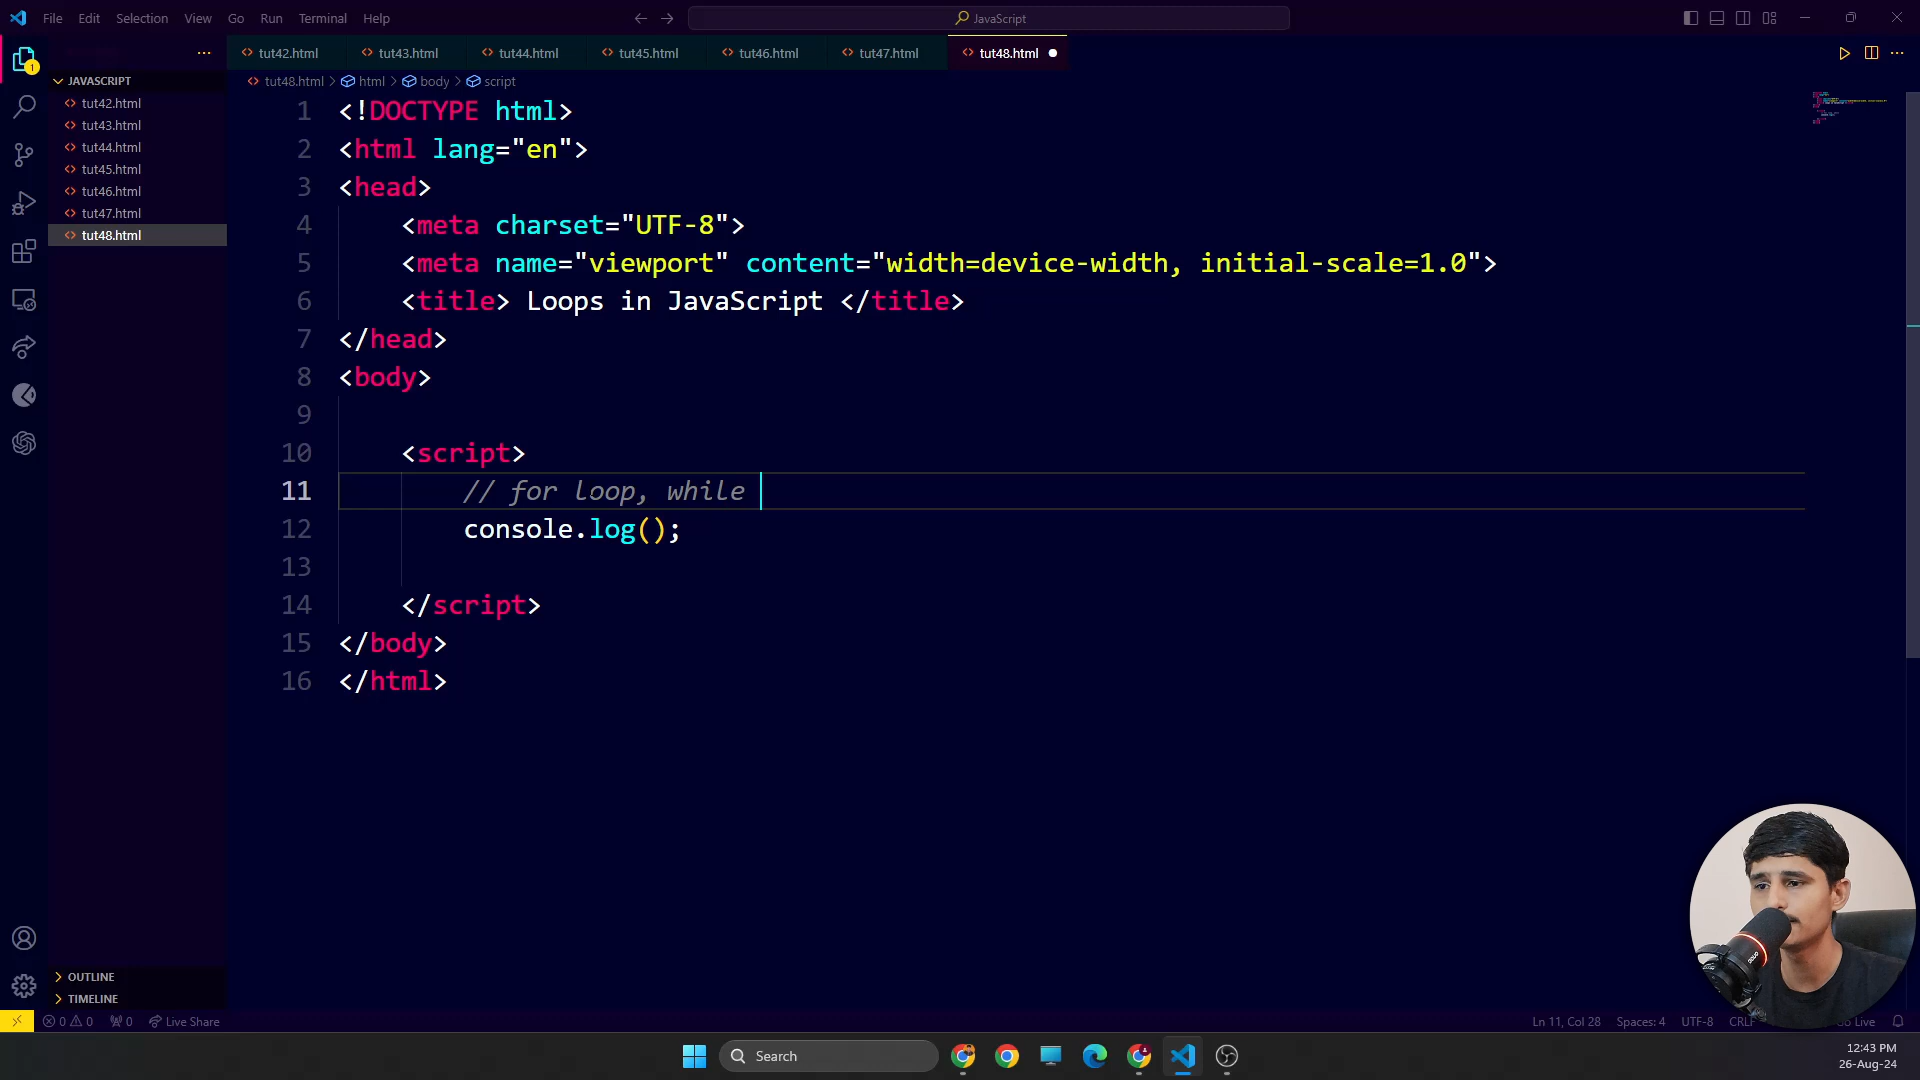 File Edit Selection View Go Run Terminal Help
JavaScript
tut42.html tut43.html tut44.html tut45.html tut46.html tut47.html tut48.html
tut48.html > html > body > script
1
JAVASCRIPT
tut42.html
tut43.html
tut44.html
tut45.html
tut46.html
tut47.html
tut48.html
OUTLINE
TIMELINE
1 <!DOCTYPE html>
2 <html lang="en">
3 <head>
4 <meta charset="UTF-8">
5 <meta name="viewport" content="width=device-width, initial-scale=1.0">
6 <title> Loops in JavaScript </title>
7 </head>
8 <body>
9
10 <script>
11 // for loop, while
12 console.log();
13
14 </script>
15 </body>
16 </html>
0 0 0 Live Share
Ln 11, Col 28 Spaces: 4 UTF-8 CRLF Live
Search
12:43 PM
26-Aug-24